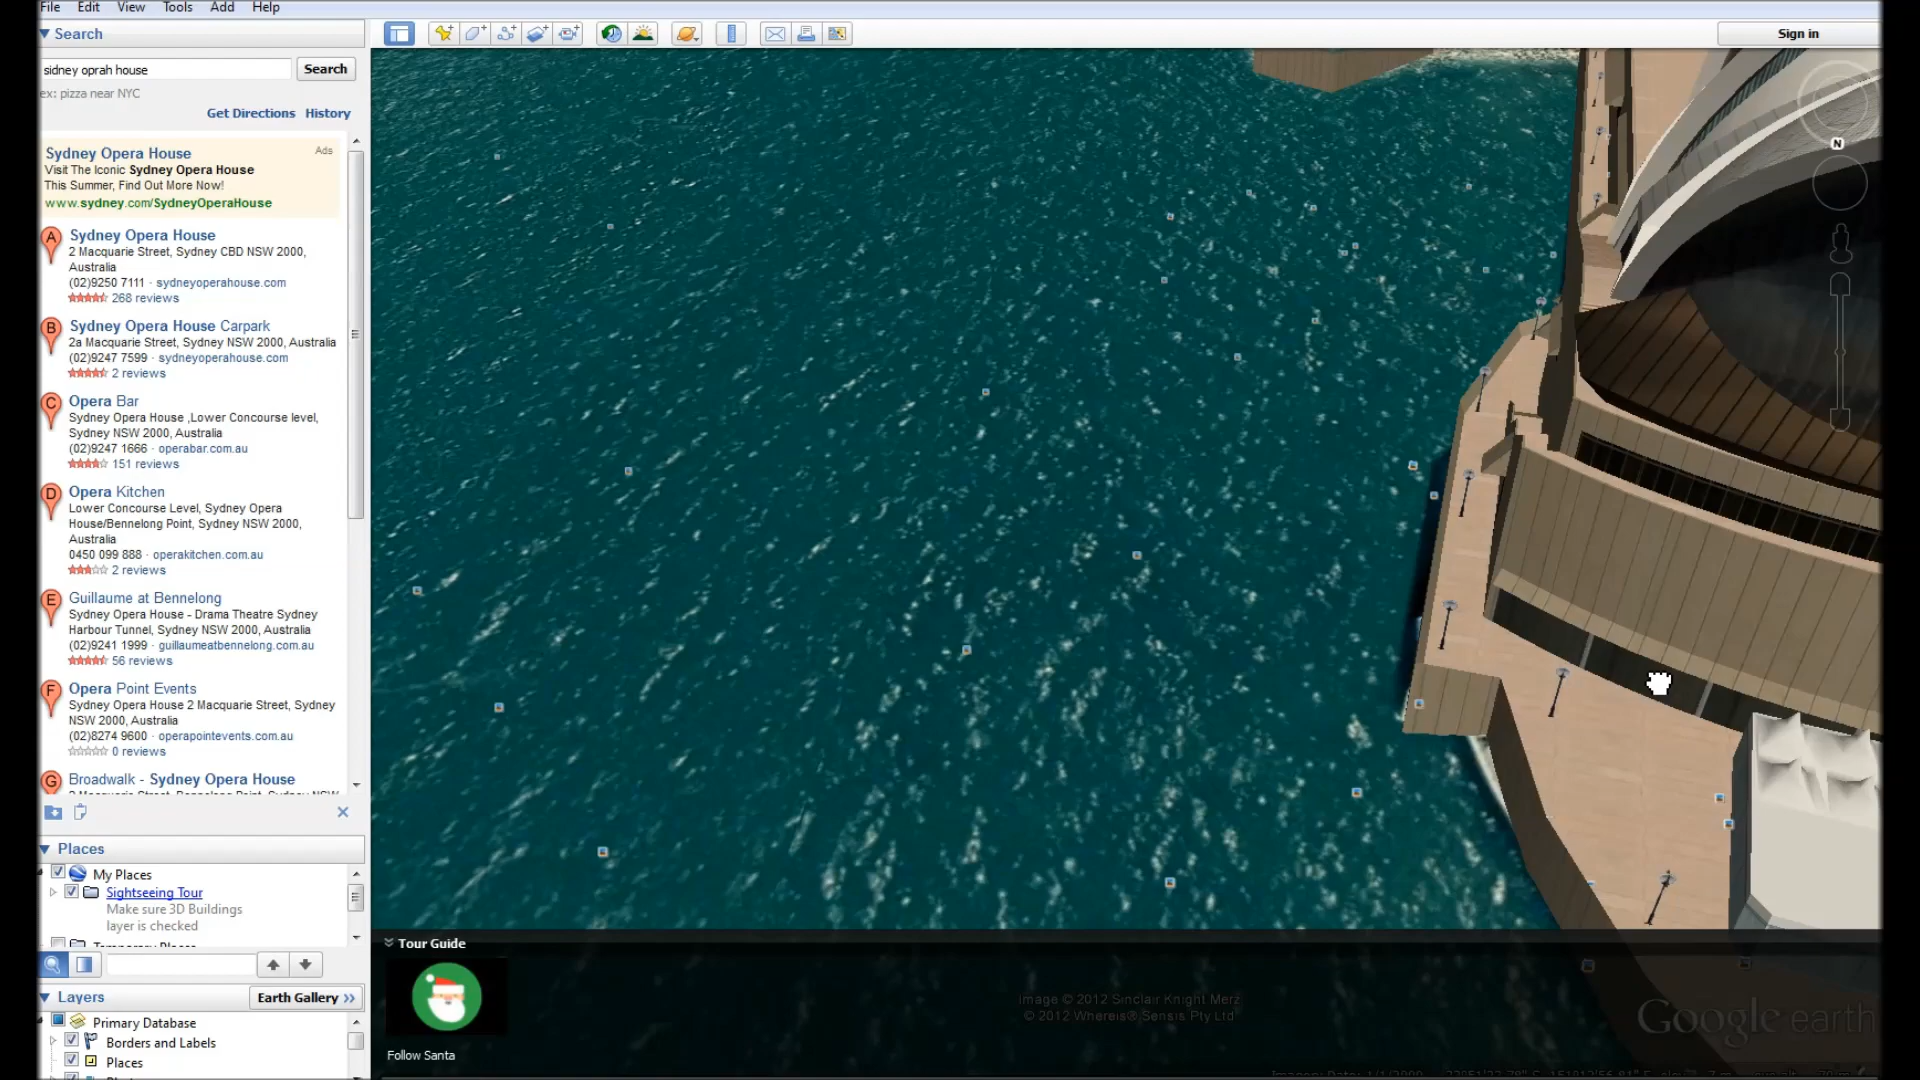 File Edit View Tools Add Help
Search
sidney oprah house
Search
ex: pizza near NYC
Get Directions History
Sign in
N
Sydney Opera House
Ads
Visit The Iconic Sydney Opera House
This Summer, Find Out More Now!
www.sydney.com/SydneyOperaHouse
A
Sydney Opera House
2 Macquarie Street, Sydney CBD NSW 2000,
Australia
(02)9250 7111 · sydneyoperahouse.com
268 reviews
B
Sydney Opera House Carpark
2a Macquarie Street, Sydney NSW 2000, Australia
(02)9247 7599 · sydneyoperahouse.com
2 reviews
C
Opera Bar
Sydney Opera House ,Lower Concourse level,
Sydney NSW 2000, Australia
(02)9247 1666 · operabar.com.au
151 reviews
D
Opera Kitchen
Lower Concourse Level, Sydney Opera
House/Bennelong Point, Sydney NSW 2000,
Australia
0450 099 888 · operakitchen.com.au
2 reviews
E
Guillaume at Bennelong
Sydney Opera House - Drama Theatre Sydney
Harbour Tunnel, Sydney NSW 2000, Australia
(02)9241 1999 · guillaumeatbennelong.com.au
56 reviews
F
Opera Point Events
Sydney Opera House 2 Macquarie Street, Sydney
NSW 2000, Australia
(02)8274 9600 · operapointevents.com.au
0 reviews
G
Broadwalk - Sydney Opera House
Places
My Places
Sightseeing Tour
Make sure 3D Buildings
layer is checked
Temporary Places
Layers
Earth Gallery >>
Primary Database
Borders and Labels
Places
Tour Guide
Follow Santa
Image © 2012 Sinclair Knight Merz
© 2012 Whereis® Sensis Pty Ltd
Google earth